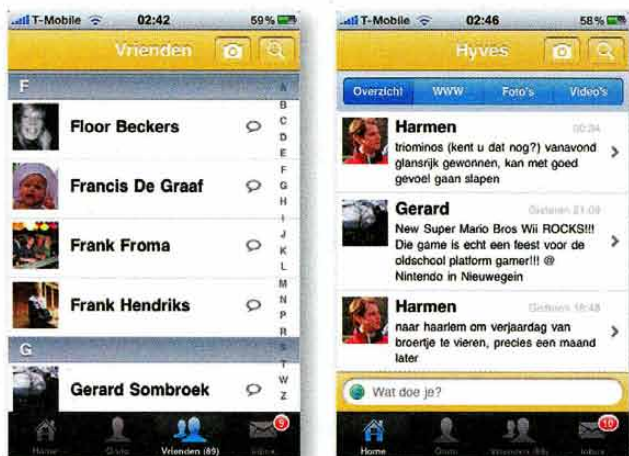 T-Mobile 02:42 59%
Vrienden
F
Floor Beckers
Francis De Graaf
Frank Froma
Frank Hendriks
G
Gerard Sombroek
A
B
C
D
E
F
G
H
I
J
K
L
M
N
P
R
S
T
W
Z
Home Vrienden (89) Inbox
9
T-Mobile 02:46 58%
Hyves
Overzicht WWW Foto's Video's
Harmen
triominos (kent u dat nog?) vanavond
glansrijk gewonnen, kan met goed
gevoel gaan slapen
Gerard Gisteren 21:09
New Super Mario Bros Wii ROCKS!!!
Die game is echt een feest voor de
oldschool platform gamer!!! @
Nintendo in Nieuwegein
Harmen Gisteren 18:48
naar haarlem om verjaardag van
broertje te vieren, precies een maand
later
Wat doe je?
Home Vrienden (89) Inbox
10